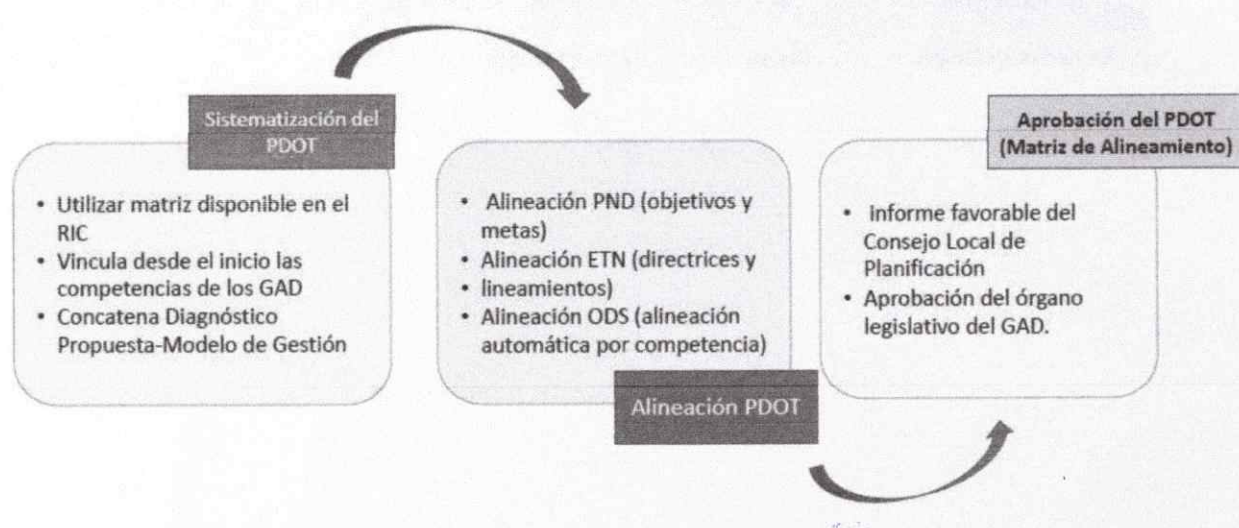 Sistematización del
PDOT
• Utilizar matriz disponible en el
RIC
• Vincula desde el inicio las
competencias de los GAD
• Concatena Diagnóstico
Propuesta-Modelo de Gestión
• Alineación PND (objetivos y
metas)
• Alineación ETN (directrices y
• lineamientos)
• Alineación ODS (alineación
automática por competencia)
Alineación PDOT
Aprobación del PDOT
(Matriz de Alineamiento)
• Informe favorable del
Consejo Local de
Planificación
• Aprobación del órgano
legislativo del GAD.